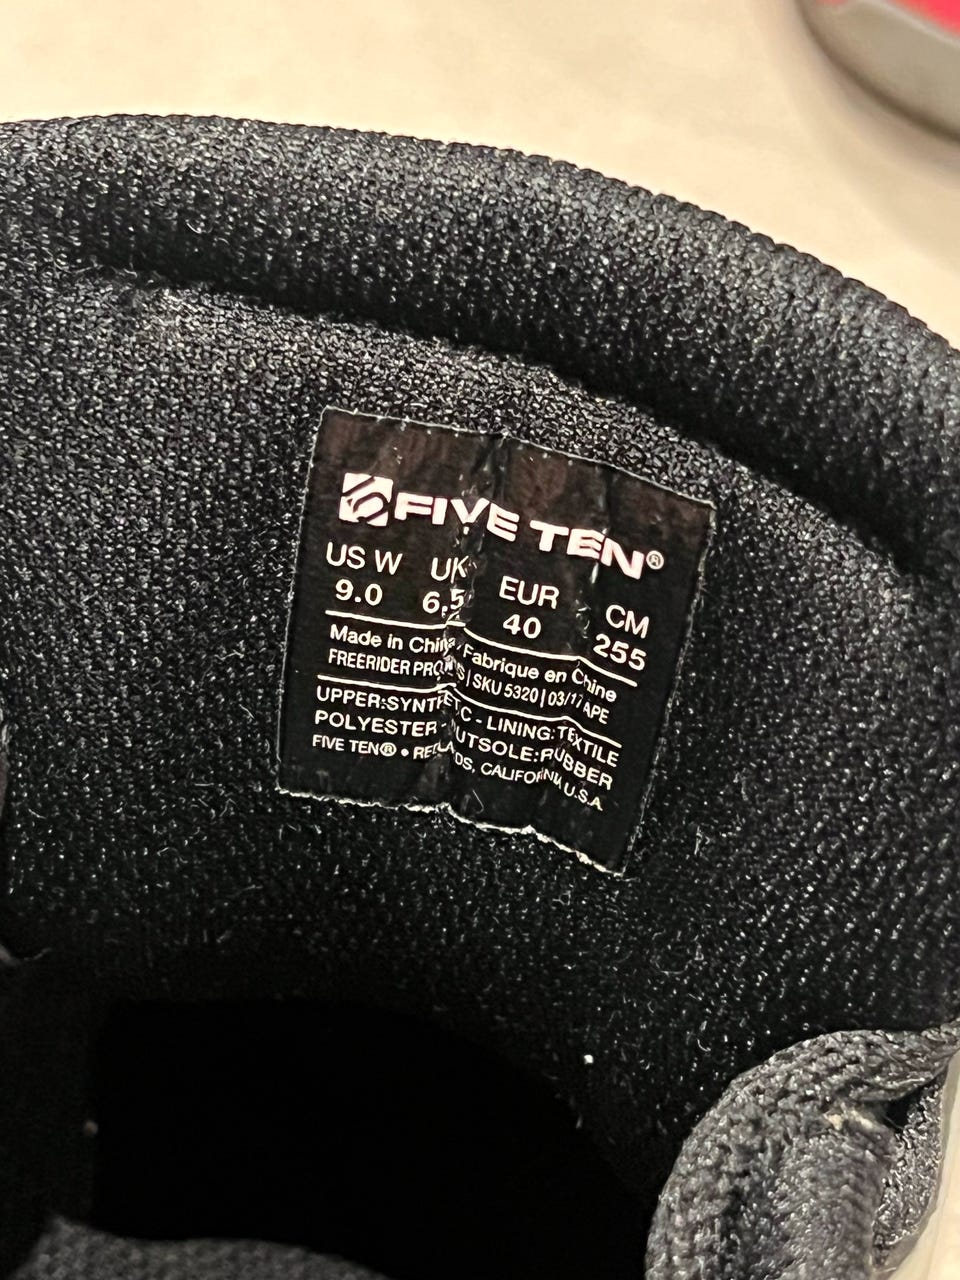 FIVE TEN®
US W UK EUR CM
9.0 6,5 40 255
Made in China/Fabrique en Chine
FREERIDER PRO | SKU 5320 | 03/17 APE
UPPER:SYNTHETIC - LINING:TEXTILE
POLYESTER - OUTSOLE:RUBBER
FIVE TEN® • REDLANDS, CALIFORNIA U.S.A.